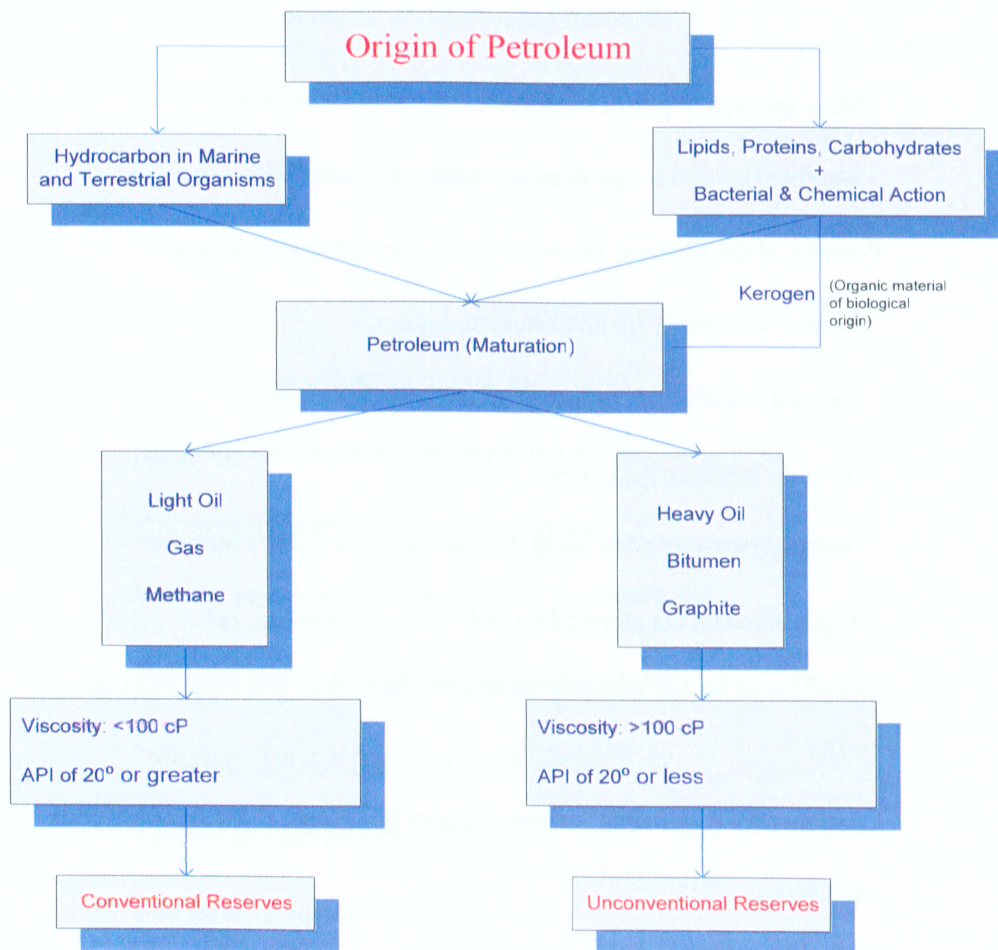 Origin of Petroleum
Hydrocarbon in Marine
and Terrestrial Organisms
Lipids, Proteins, Carbohydrates
+
Bacterial & Chemical Action
Kerogen
(Organic material
of biological
origin)
Petroleum (Maturation)
Light Oil
Gas
Methane
Heavy Oil
Bitumen
Graphite
Viscosity: <100 cP
API of 20° or greater
Viscosity: >100 cP
API of 20° or less
Conventional Reserves
Unconventional Reserves